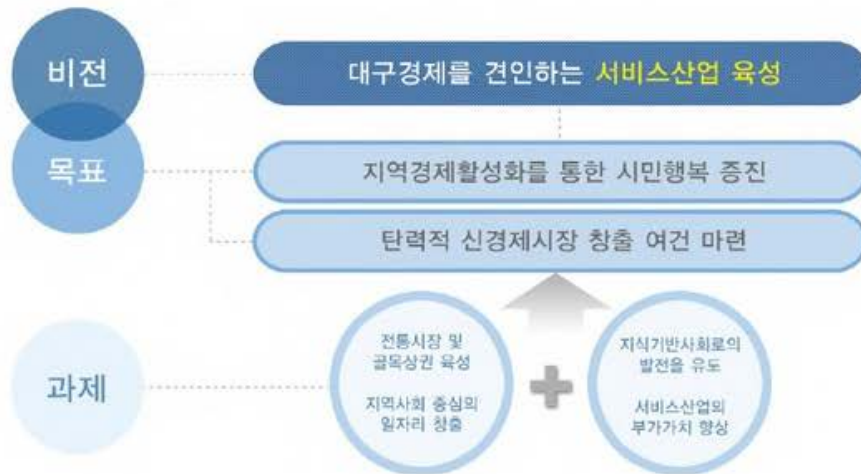 비전
대구경제를 견인하는 서비스산업 육성
목표
지역경제활성화를 통한 시민행복 증진
탄력적 신경제시장 창출 여건 마련
과제
전통시장 및
골목상권 육성
지역사회 중심의
일자리 창출
지식기반사회로의
발전을 유도
서비스산업의
부가가치 향상